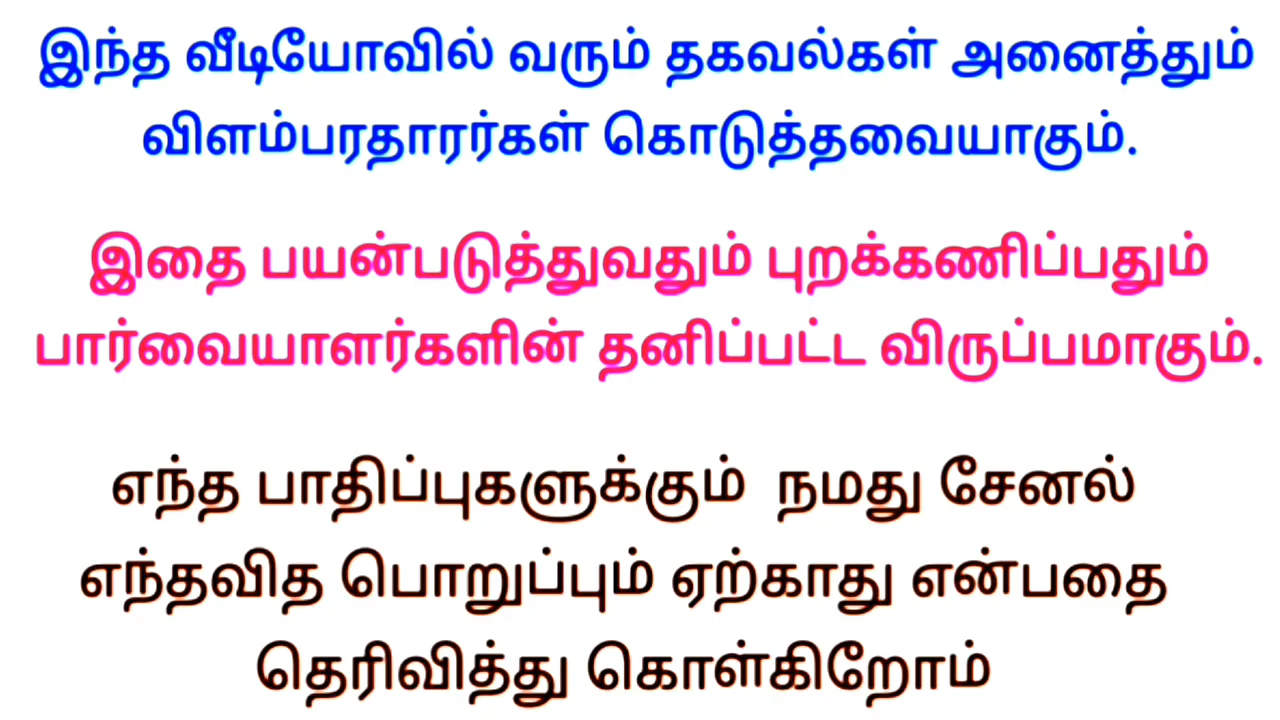 இந்த வீடியோவில் வரும் தகவல்கள் அனைத்தும்
விளம்பரதாரர்கள் கொடுத்தவையாகும்.
இதை பயன்படுத்துவதும் புறக்கணிப்பதும்
பார்வையாளர்களின் தனிப்பட்ட விருப்பமாகும்.
எந்த பாதிப்புகளுக்கும் நமது சேனல்
எந்தவித பொறுப்பும் ஏற்காது என்பதை
தெரிவித்து கொள்கிறோம்